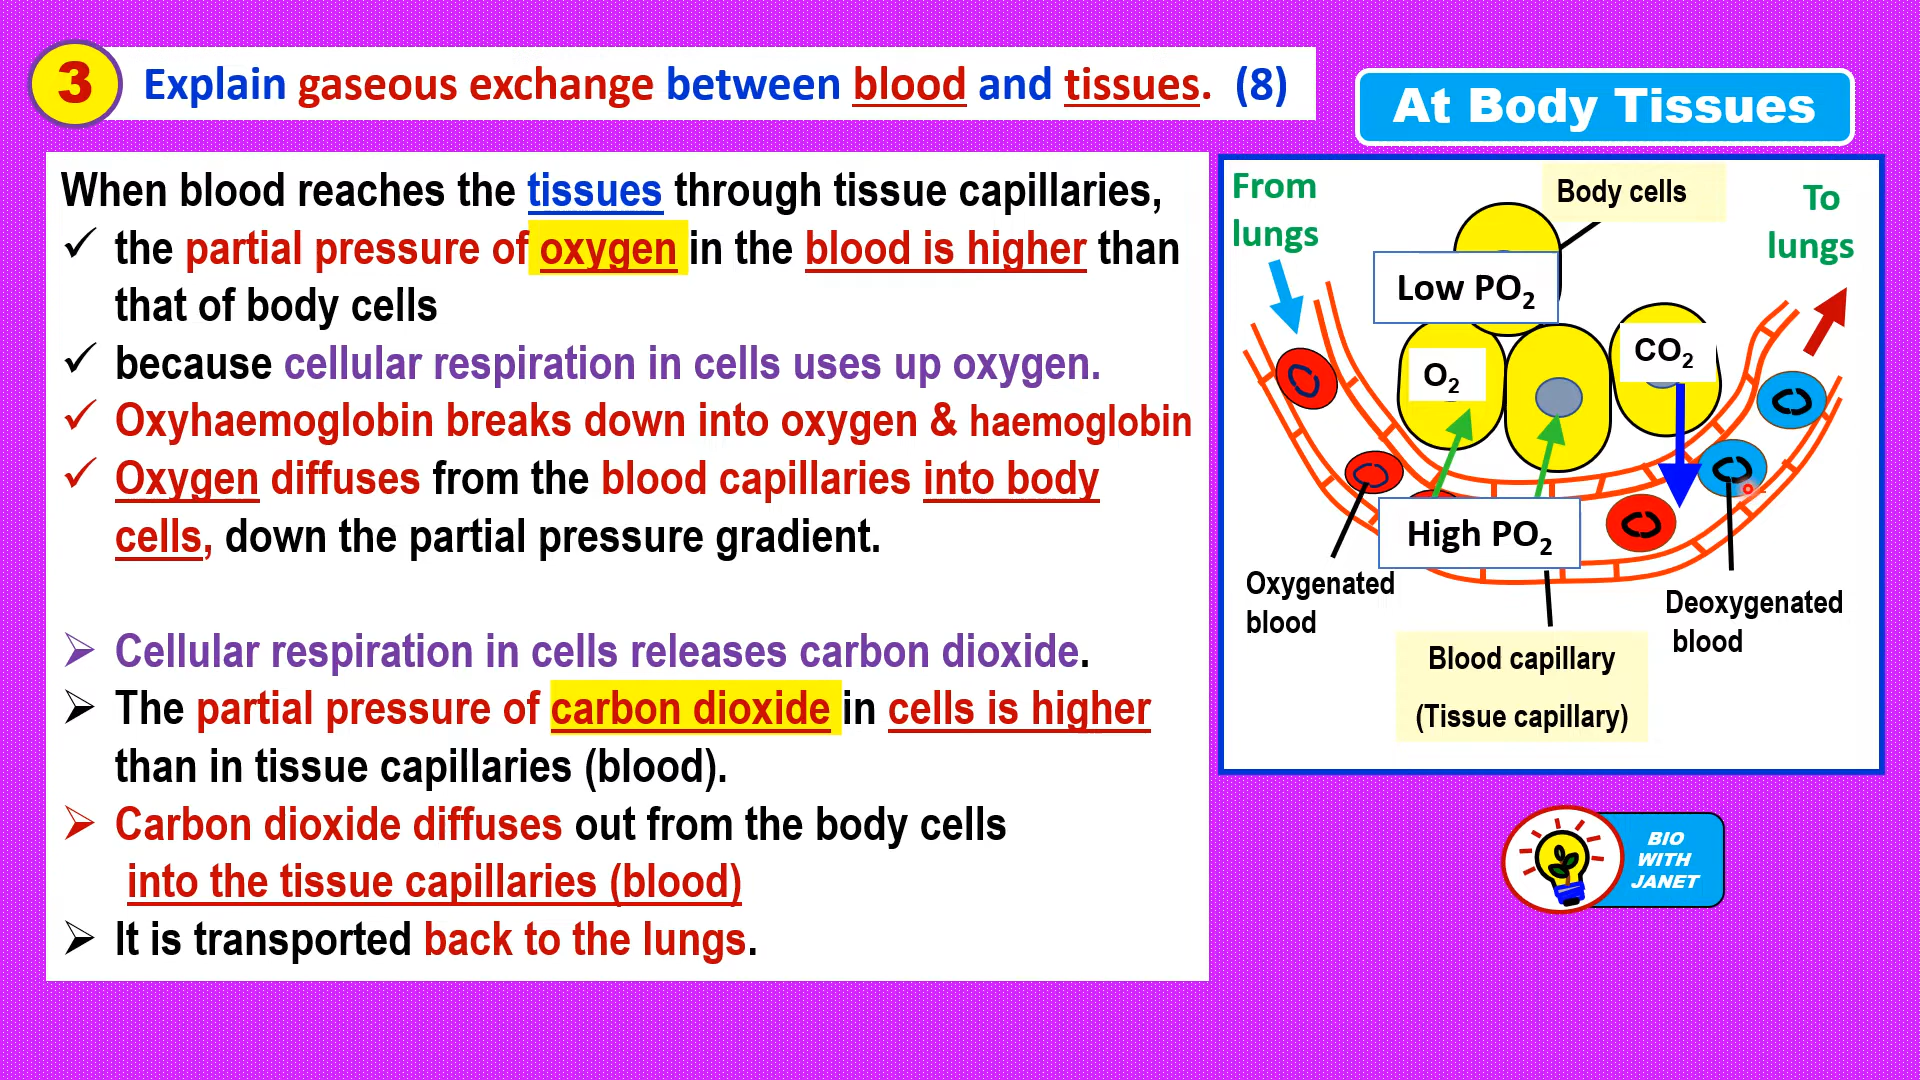 3 Explain gaseous exchange between blood and tissues. (8)
At Body Tissues
When blood reaches the tissues through tissue capillaries,
✓ the partial pressure of oxygen in the blood is higher than
that of body cells
✓ because cellular respiration in cells uses up oxygen.
✓ Oxyhaemoglobin breaks down into oxygen & haemoglobin
✓ Oxygen diffuses from the blood capillaries into body
cells, down the partial pressure gradient.
➢ Cellular respiration in cells releases carbon dioxide.
➢ The partial pressure of carbon dioxide in cells is higher
than in tissue capillaries (blood).
➢ Carbon dioxide diffuses out from the body cells
into the tissue capillaries (blood)
➢ It is transported back to the lungs.
From
lungs
Body cells
To
lungs
Low PO₂
O₂
CO₂
High PO₂
Oxygenated
blood
Deoxygenated
blood
Blood capillary
(Tissue capillary)
BIO
WITH
JANET